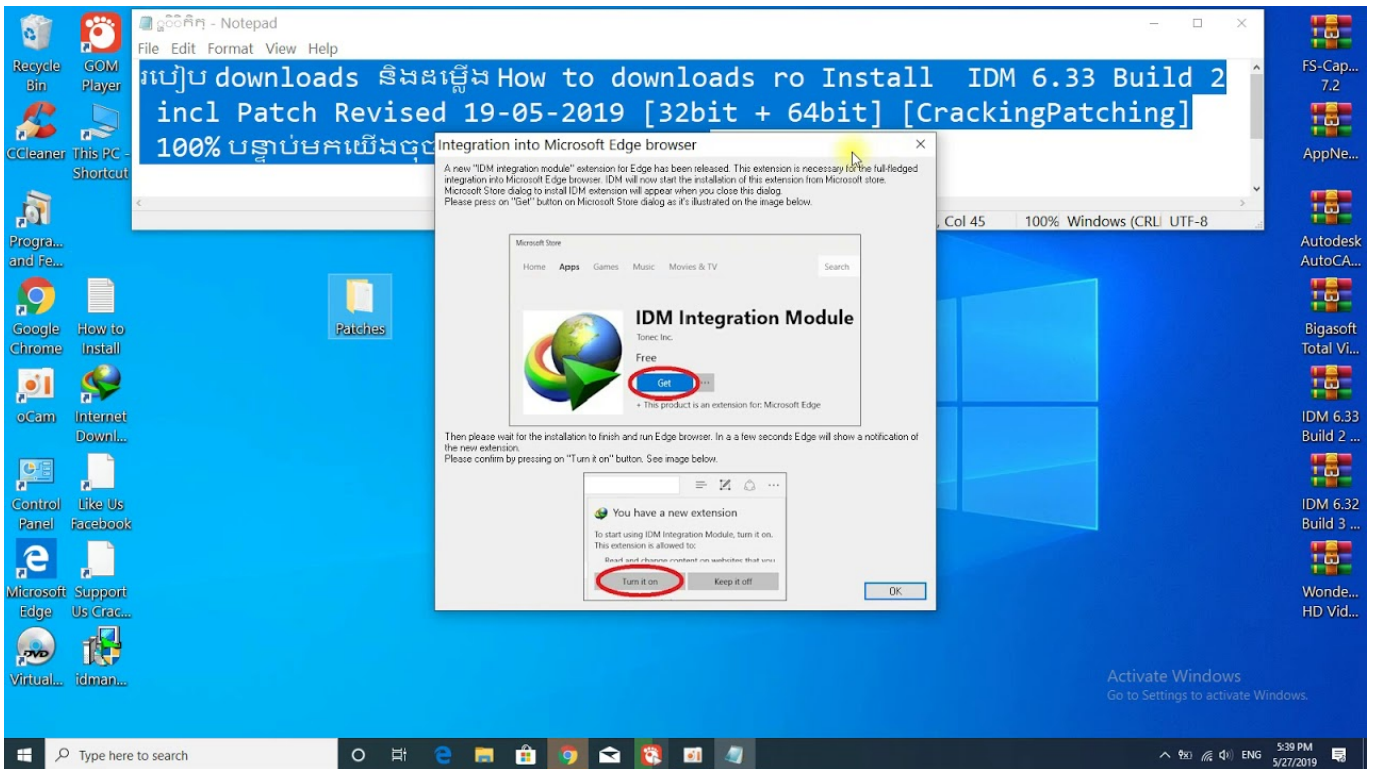 Recycle Bin
GOM Player
CCleaner
This PC - Shortcut
Progra... and Fe...
Google Chrome
How to Install
oCam
Internet Downl...
Control Panel
Like Us Facebook
Microsoft Edge
Support Us Crac...
Virtual...
idman...
- Notepad
File Edit Format View Help
របៀប downloads និងដម្លើង How to downloads ro Install IDM 6.33 Build 2
incl Patch Revised 19-05-2019 [32bit + 64bit] [CrackingPatching]
100% បន្ទាប់មកយើងចុច
, Col 45 100% Windows (CRL UTF-8
Patches
Integration into Microsoft Edge browser
A new "IDM integration module" extension for Edge has been released. This extension is necessary for the full-fledged
integration into Microsoft Edge browser. IDM will now start the installation of this extension from Microsoft store.
Microsoft Store dialog to install IDM extension will appear when you close this dialog.
Please press on "Get" button on Microsoft Store dialog as it's illustrated on the image below.
Microsoft Store
Home Apps Games Music Movies & TV Search
IDM Integration Module
Tonec Inc.
Free
Get ...
+ This product is an extension for: Microsoft Edge
Then please wait for the installation to finish and run Edge browser. In a a few seconds Edge will show a notification of
the new extension.
Please confirm by pressing on "Turn it on" button. See image below.
You have a new extension
To start using IDM Integration Module, turn it on.
This extension is allowed to:
Read and change content on websites that you
Turn it on Keep it off
OK
FS-Cap... 7.2
AppNe...
Autodesk AutoCA...
Bigasoft Total Vi...
IDM 6.33 Build 2 ...
IDM 6.32 Build 3 ...
Wonde... HD Vid...
Activate Windows
Go to Settings to activate Windows.
Type here to search
ENG
5:39 PM
5/27/2019